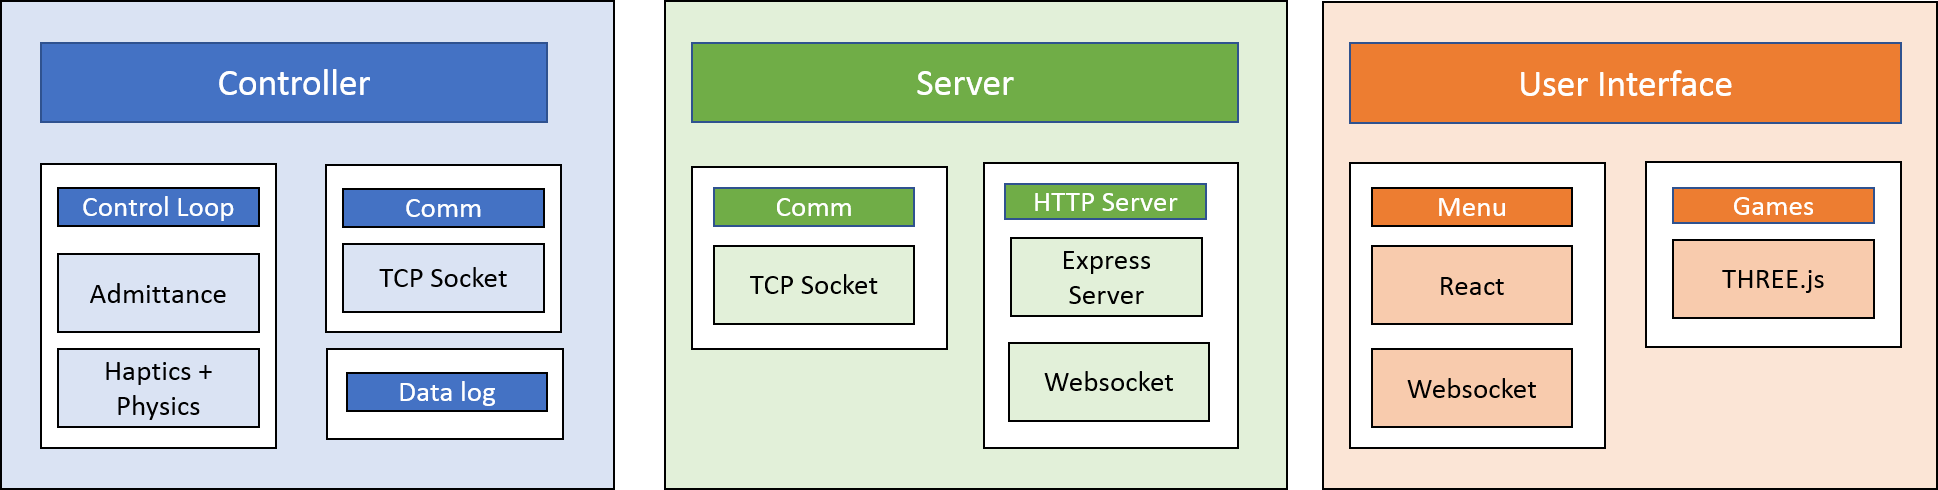 Controller
Control Loop
Admittance
Haptics +
Physics
Comm
TCP Socket
Data log
Server
Comm
TCP Socket
HTTP Server
Express
Server
Websocket
User Interface
Menu
React
Websocket
Games
THREE.js